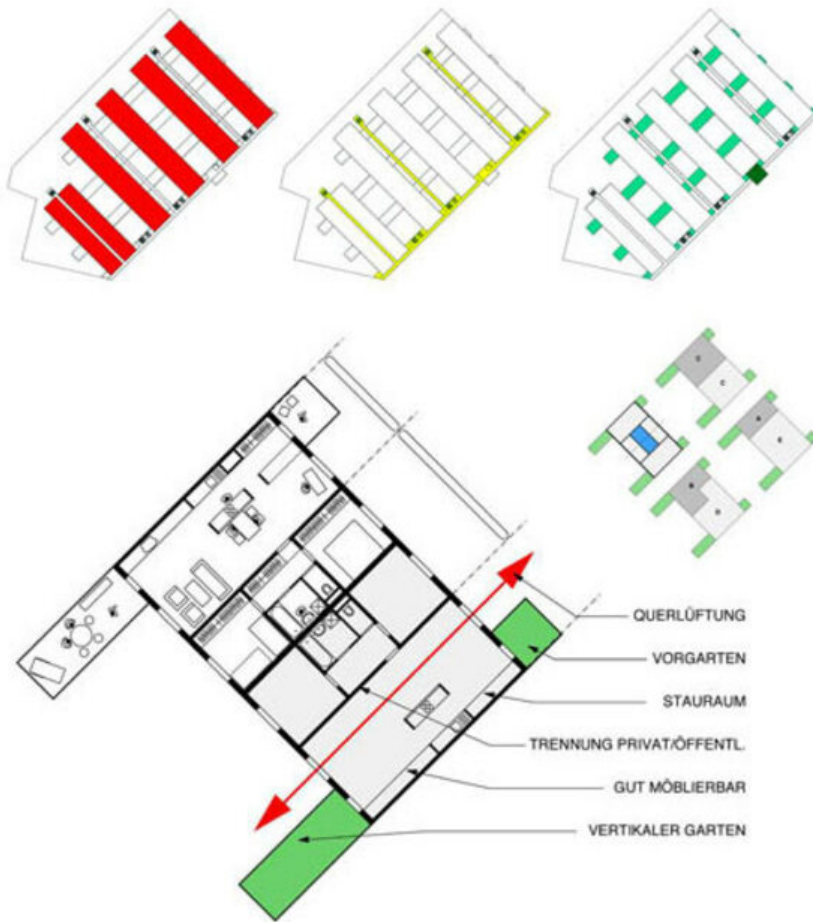 QUERLÜFTUNG
VORGARTEN
STAURAUM
TRENNUNG PRIVAT/ÖFFENTL.
GUT MÖBLIERBAR
VERTIKALER GARTEN